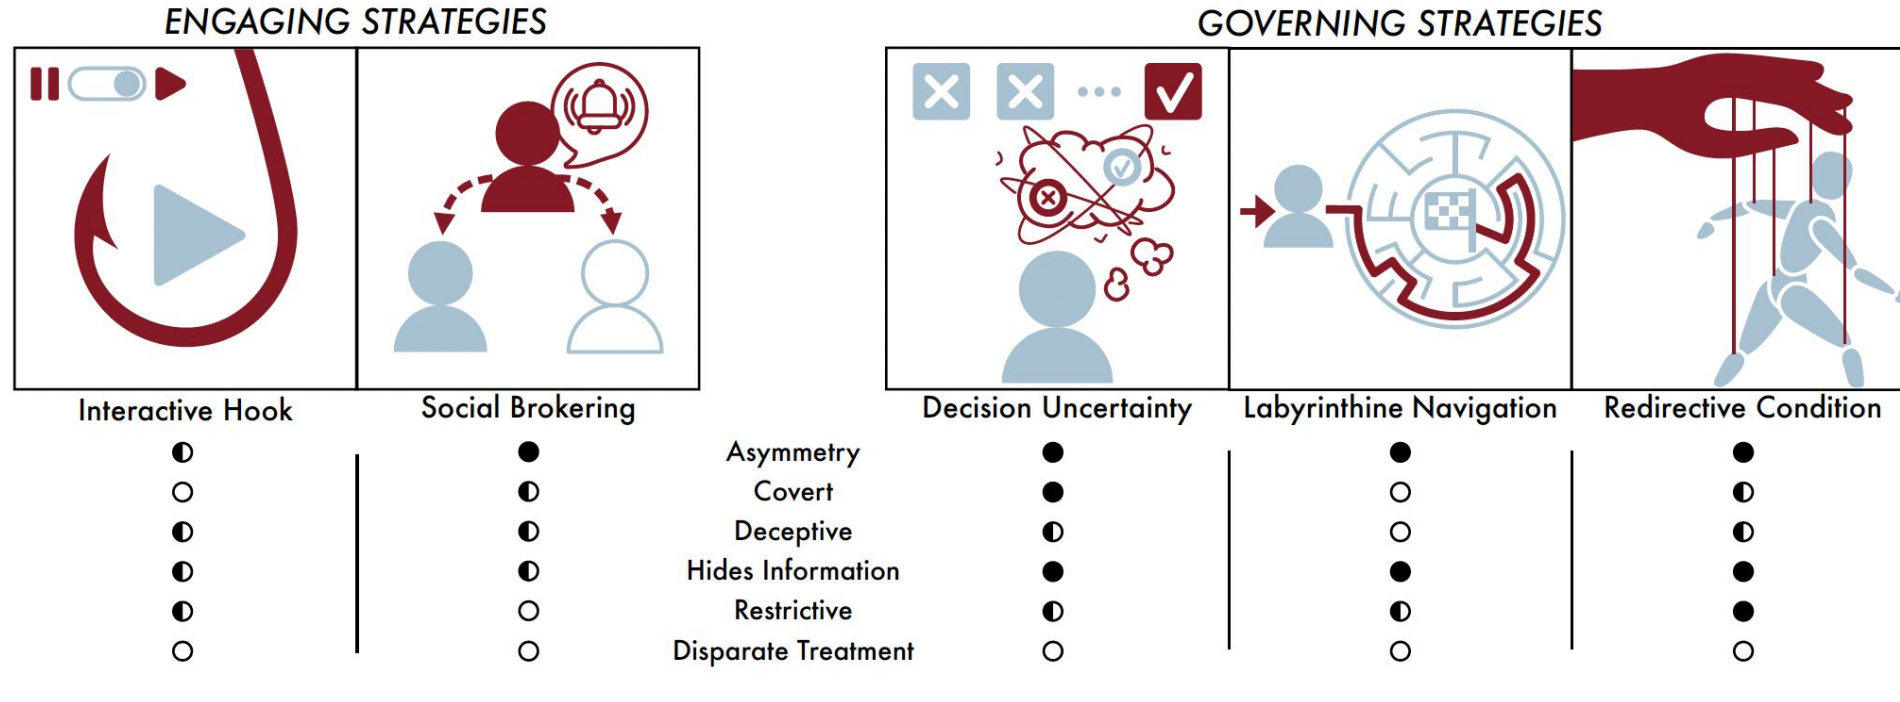 ENGAGING STRATEGIES
GOVERNING STRATEGIES
Interactive Hook
Social Brokering
Decision Uncertainty
Labyrinthine Navigation
Redirective Condition
Asymmetry
Covert
Deceptive
Hides Information
Restrictive
Disparate Treatment